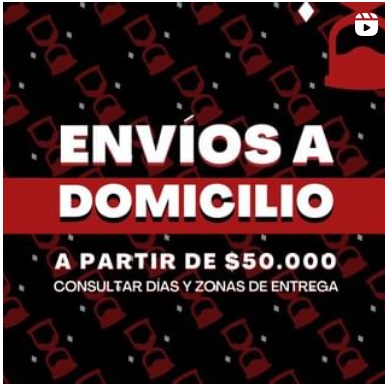 ENVÍOS A
DOMICILIO
A PARTIR DE $50.000
CONSULTAR DÍAS Y ZONAS DE ENTREGA